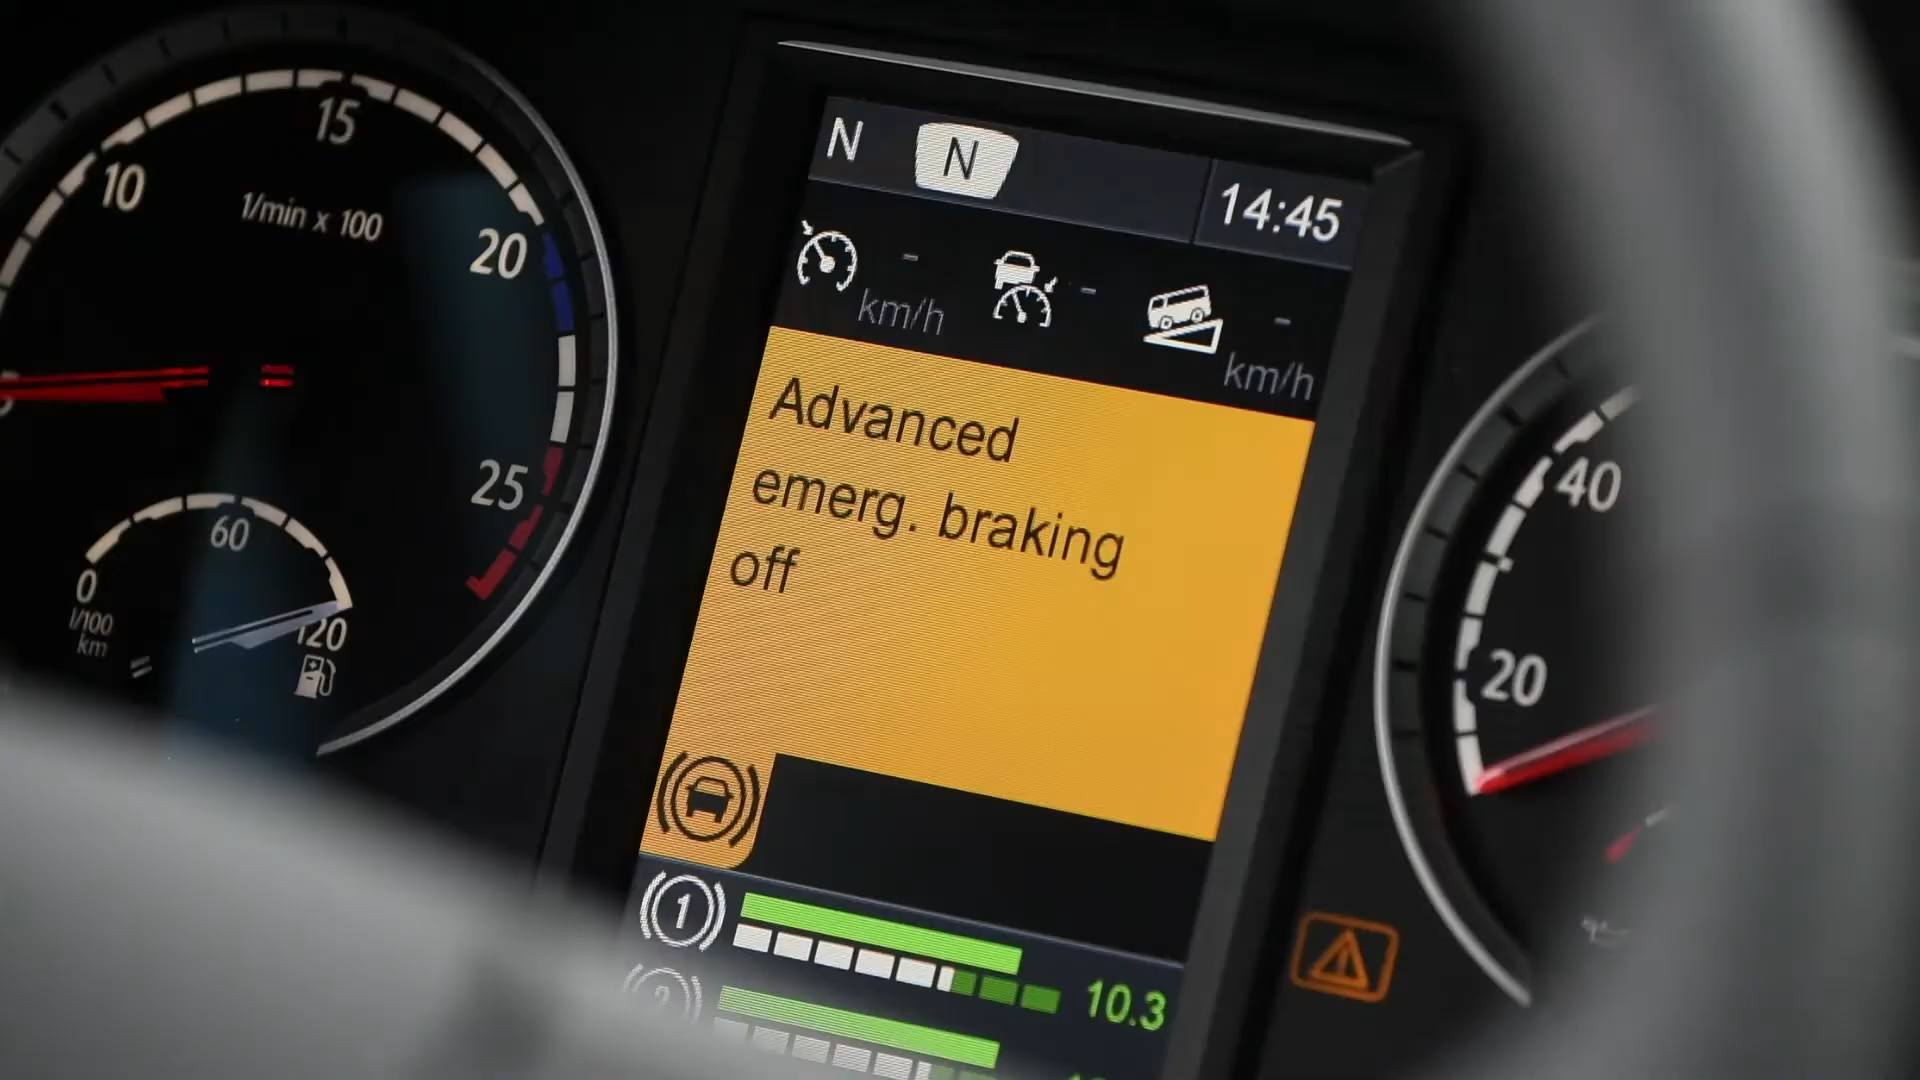 10
15
20
25
1/min x 100
0
60
120
l/100
km
N
N
14:45
-
km/h
-
-
km/h
Advanced
emerg. braking
off
1
10.3
2
40
20